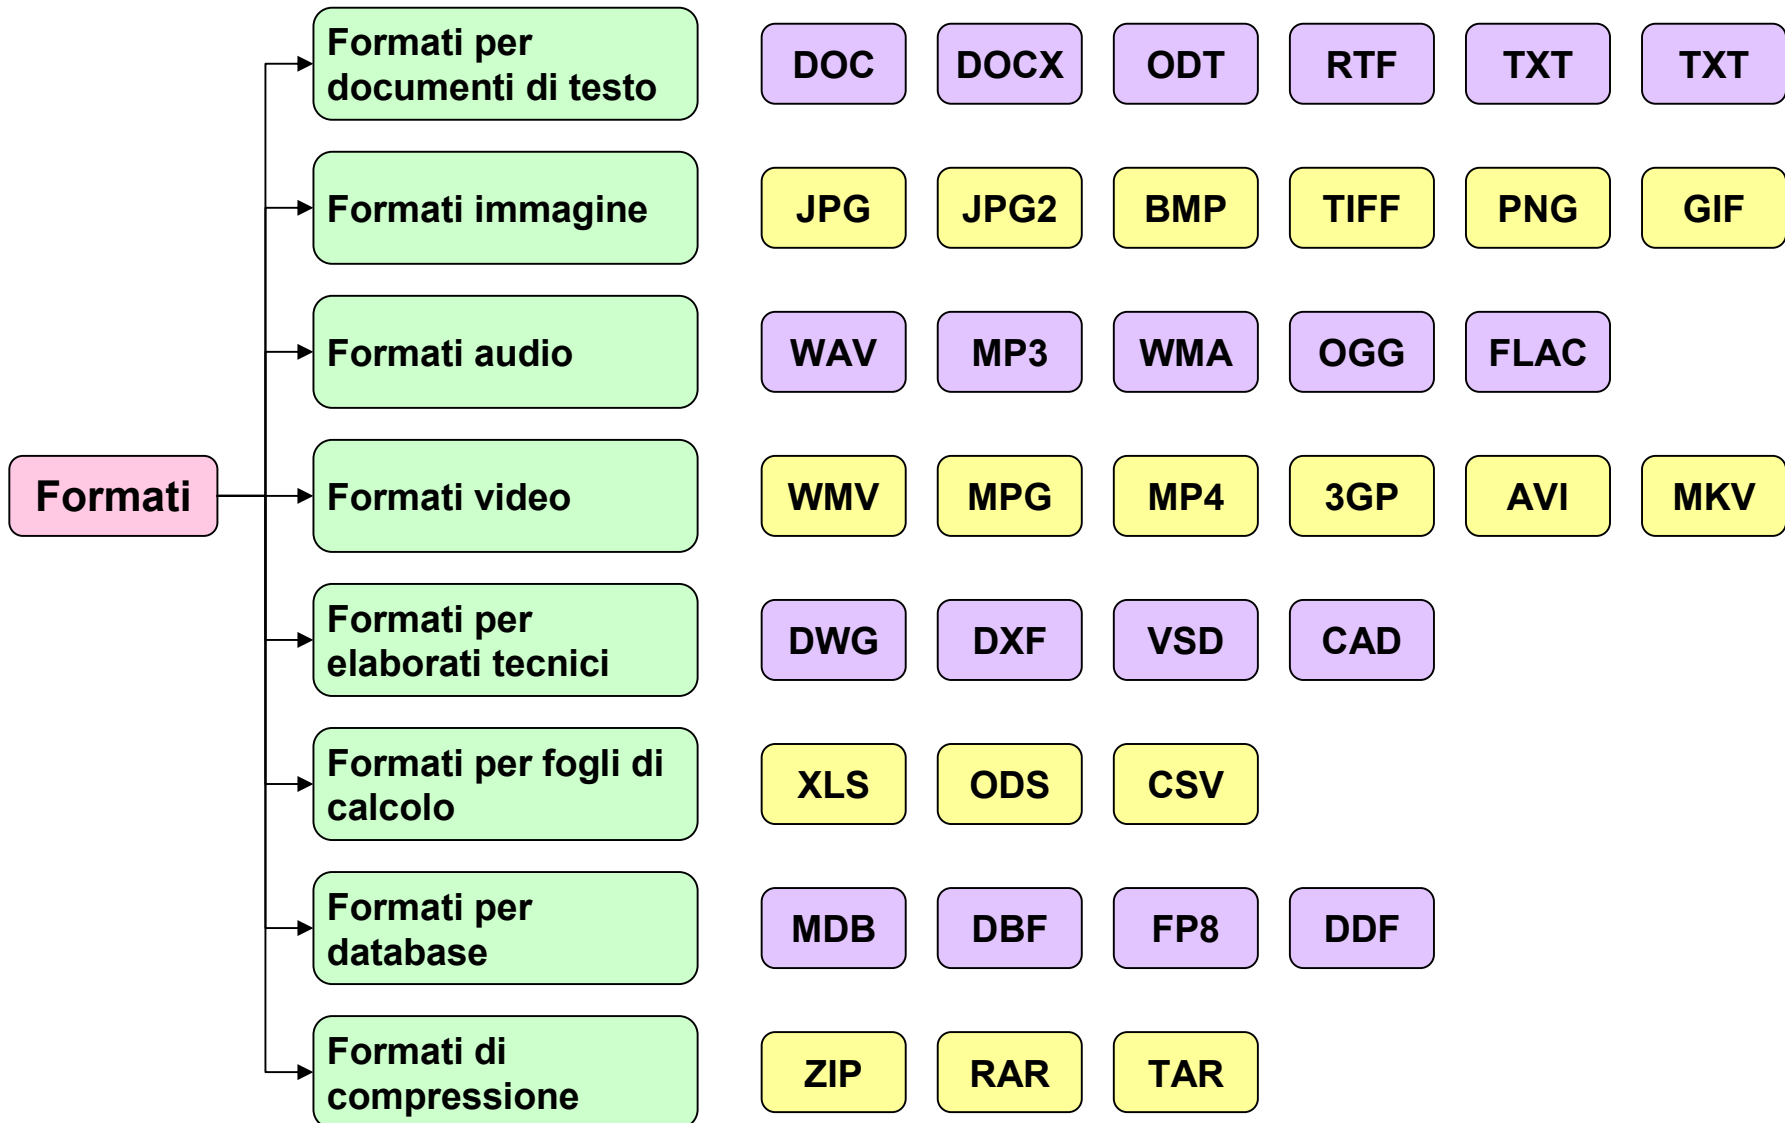 Formati
Formati per
documenti di testo
DOC DOCX ODT RTF TXT TXT
Formati immagine
JPG JPG2 BMP TIFF PNG GIF
Formati audio
WAV MP3 WMA OGG FLAC
Formati video
WMV MPG MP4 3GP AVI MKV
Formati per
elaborati tecnici
DWG DXF VSD CAD
Formati per fogli di
calcolo
XLS ODS CSV
Formati per
database
MDB DBF FP8 DDF
Formati di
compressione
ZIP RAR TAR